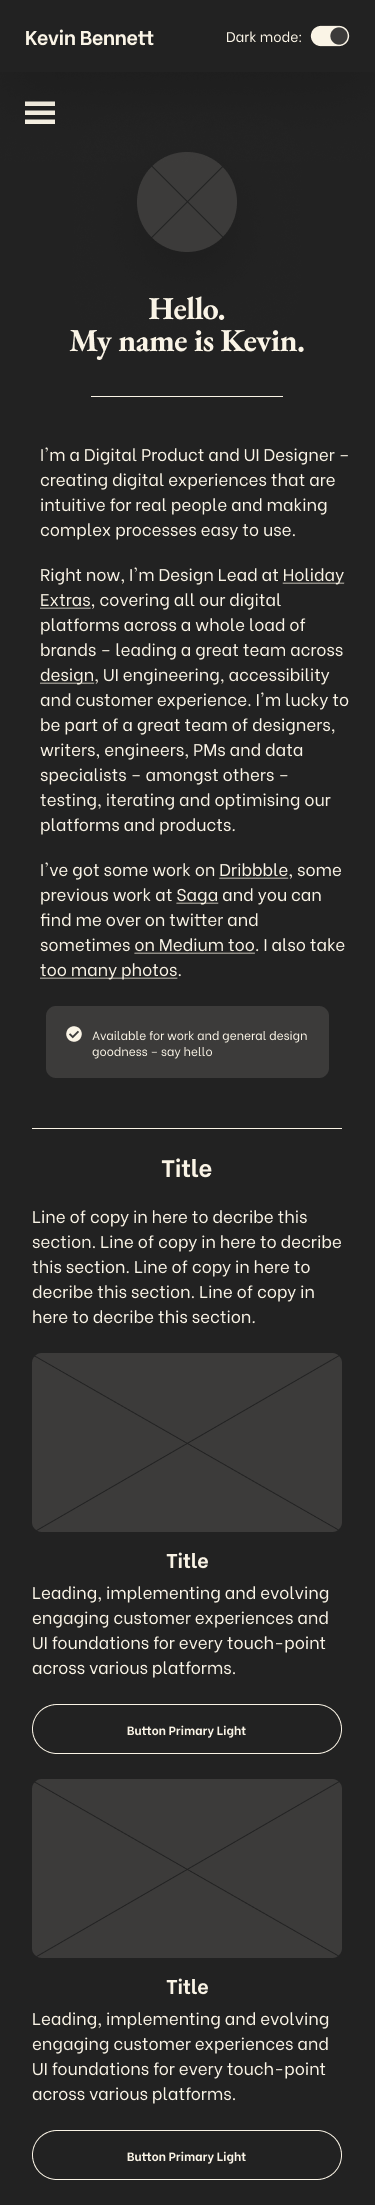 Kevin Bennett
Dark mode:
Hello.
My name is Kevin.
I'm a Digital Product and UI Designer –
creating digital experiences that are
intuitive for real people and making
complex processes easy to use.
Right now, I'm Design Lead at Holiday
Extras, covering all our digital
platforms across a whole load of
brands – leading a great team across
design, UI engineering, accessibility
and customer experience. I'm lucky to
be part of a great team of designers,
writers, engineers, PMs and data
specialists – amongst others –
testing, iterating and optimising our
platforms and products.
I've got some work on Dribbble, some
previous work at Saga and you can
find me over on twitter and
sometimes on Medium too. I also take
too many photos.
Available for work and general design
goodness – say hello
Title
Line of copy in here to decribe this
section. Line of copy in here to decribe
this section. Line of copy in here to
decribe this section. Line of copy in
here to decribe this section.
Title
Leading, implementing and evolving
engaging customer experiences and
UI foundations for every touch-point
across various platforms.
Button Primary Light
Title
Leading, implementing and evolving
engaging customer experiences and
UI foundations for every touch-point
across various platforms.
Button Primary Light